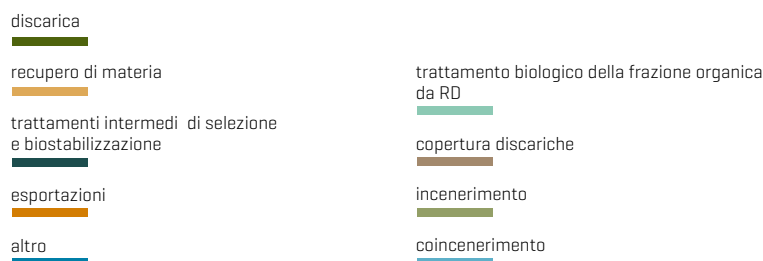 discarica
recupero di materia
trattamenti intermedi  di selezione
e biostabilizzazione
esportazioni
altro
trattamento biologico della frazione organica
da RD
copertura discariche
incenerimento
coincenerimento